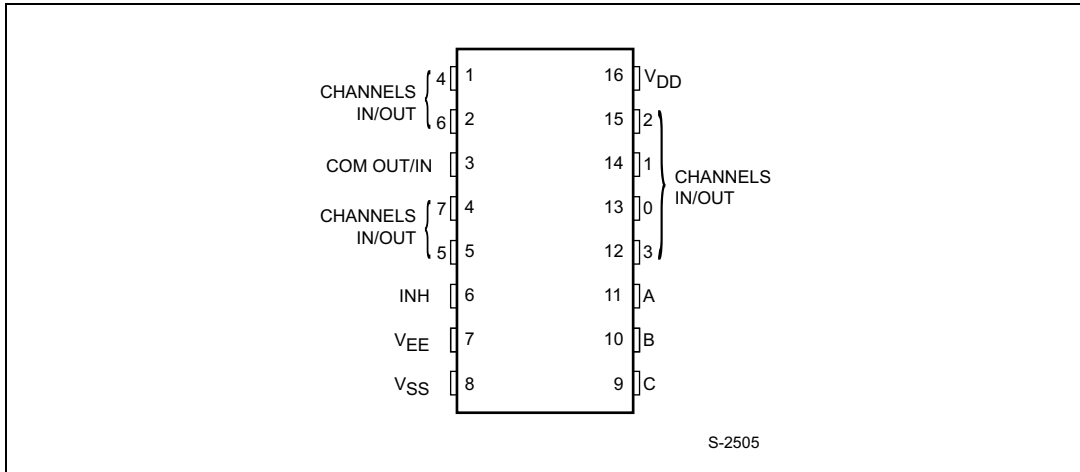 4 1 16 VDD
CHANNELS
IN/OUT
6 2 15 2
COM OUT/IN 3 14 1
CHANNELS
IN/OUT
7 4 13 0
CHANNELS
IN/OUT
5 5 12 3
INH 6 11 A
VEE 7 10 B
VSS 8 9 C
S-2505